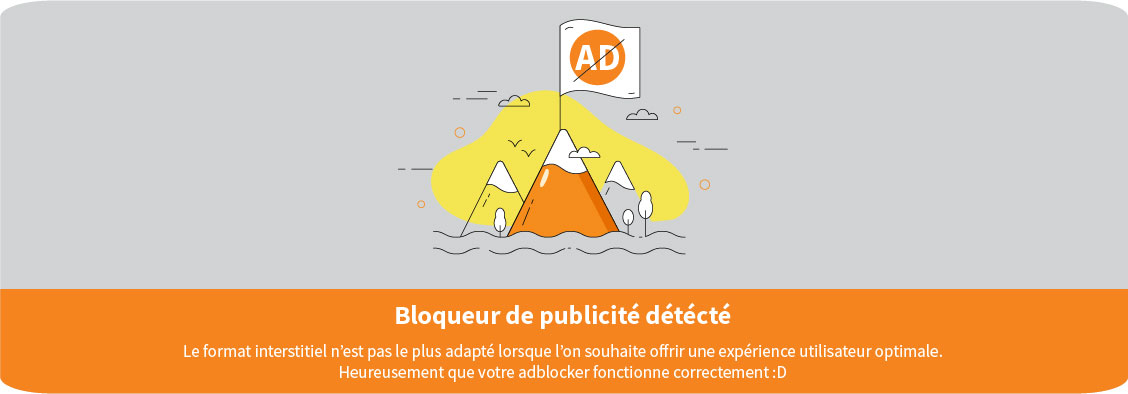 AD
Bloqueur de publicité détécté
Le format interstitiel n'est pas le plus adapté lorsque l'on souhaite offrir une expérience utilisateur optimale.
Heureusement que votre adblocker fonctionne correctement :D